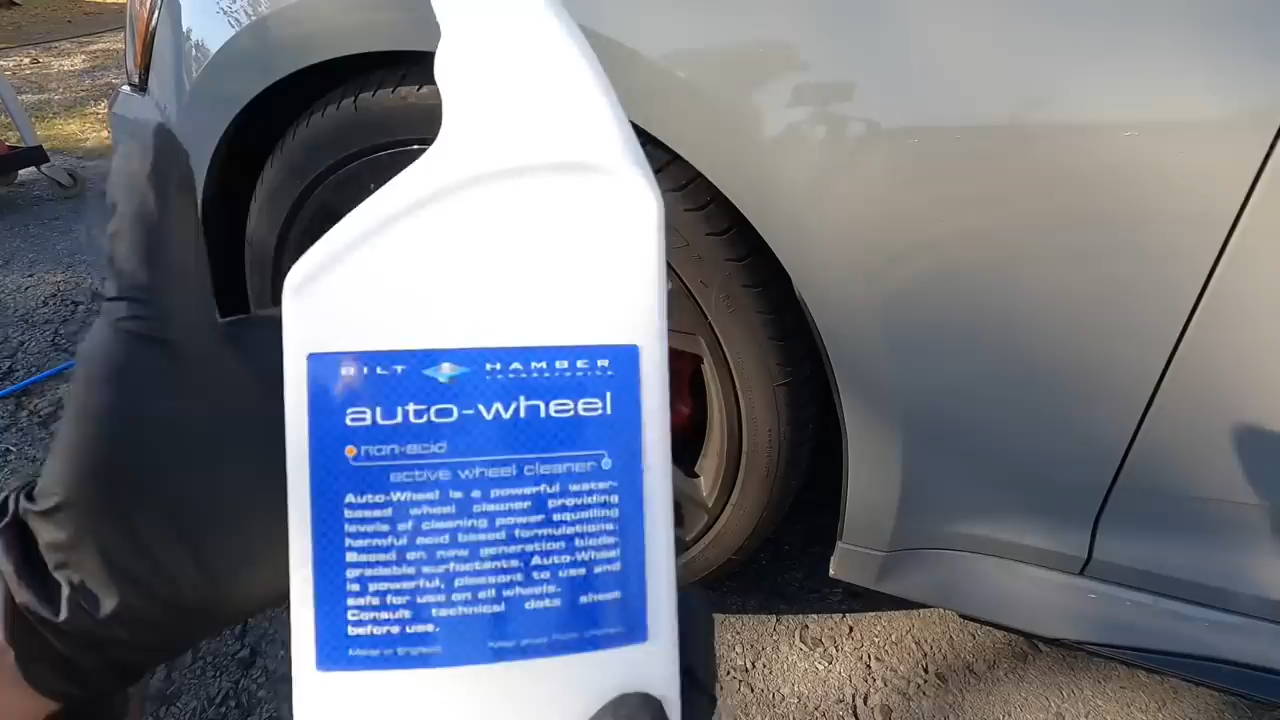 BILT HAMBER
LABORATORIES
auto-wheel
non-acid
active wheel cleaner
Auto-Wheel is a powerful water-
based wheel cleaner providing
levels of cleaning power equalling
harmful acid based formulations.
Based on new generation biode-
gradable surfactants, Auto-Wheel
is powerful, pleasant to use and
safe for use on all wheels.
Consult technical data sheet
before use.
Made in England